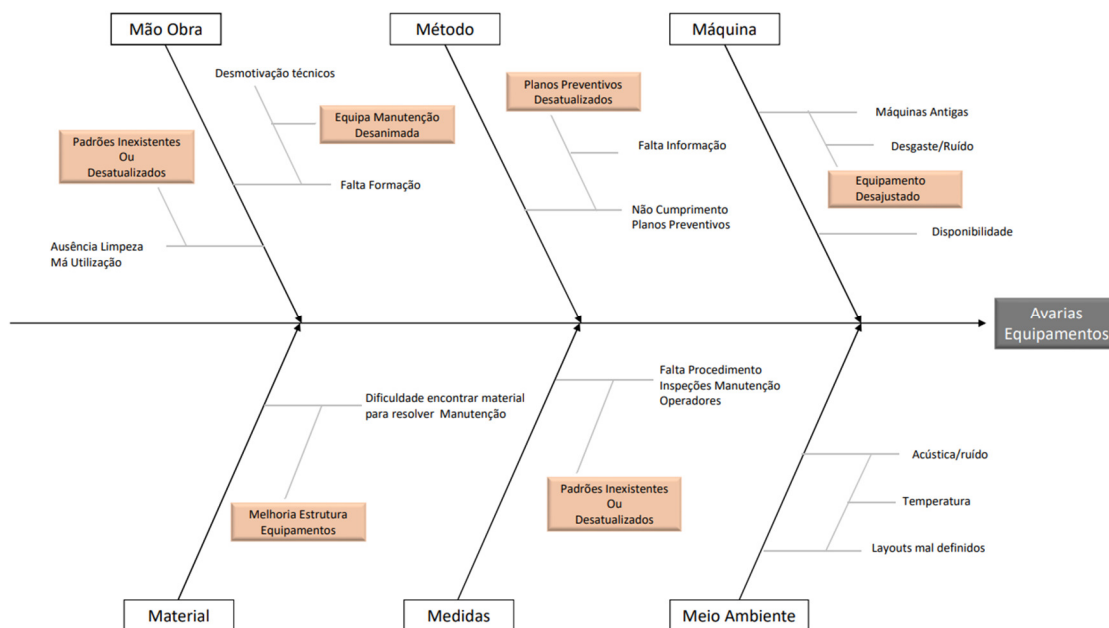 Mão Obra
Método
Máquina
Desmotivação técnicos
Equipa Manutenção
Desanimada
Padrões Inexistentes
Ou
Desatualizados
Falta Formação
Ausência Limpeza
Má Utilização
Planos Preventivos
Desatualizados
Falta Informação
Não Cumprimento
Planos Preventivos
Máquinas Antigas
Desgaste/Ruído
Equipamento
Desajustado
Disponibilidade
Avarias
Equipamentos
Dificuldade encontrar material
para resolver Manutenção
Melhoria Estrutura
Equipamentos
Falta Procedimento
Inspeções Manutenção
Operadores
Padrões Inexistentes
Ou
Desatualizados
Acústica/ruído
Temperatura
Layouts mal definidos
Material
Medidas
Meio Ambiente